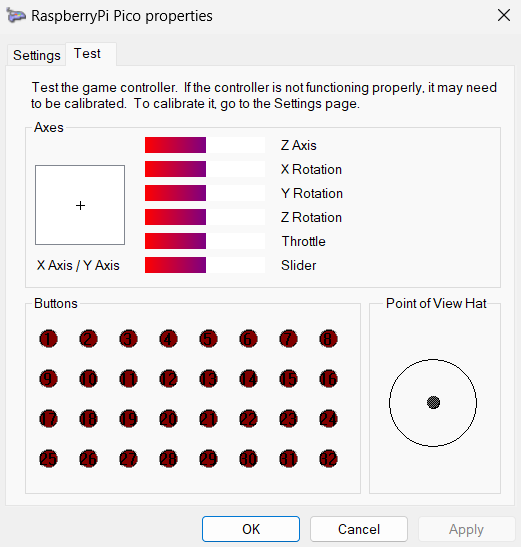 RaspberryPi Pico properties
Settings Test
Test the game controller. If the controller is not functioning properly, it may need
to be calibrated. To calibrate it, go to the Settings page.
Axes
Z Axis
X Rotation
Y Rotation
Z Rotation
Throttle
X Axis / Y Axis
Slider
Buttons
Point of View Hat
1 2 3 4 5 6 7 8
9 10 11 12 13 14 15 16
17 18 19 20 21 22 23 24
25 26 27 28 29 30 31 32
OK Cancel Apply